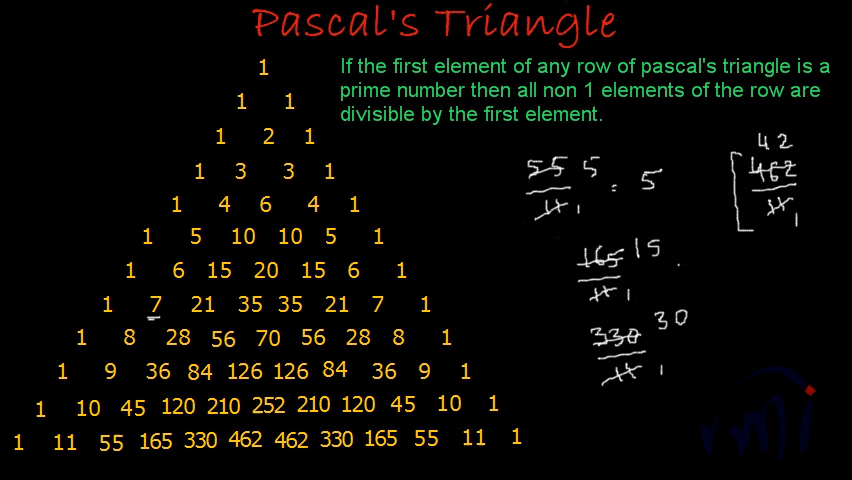 Pascal's Triangle
If the first element of any row of pascal's triangle is a
prime number then all non 1 elements of the row are
divisible by the first element.
1
1 1
1 2 1
1 3 3 1
1 4 6 4 1
1 5 10 10 5 1
1 6 15 20 15 6 1
1 7 21 35 35 21 7 1
1 8 28 56 70 56 28 8 1
1 9 36 84 126 126 84 36 9 1
1 10 45 120 210 252 210 120 45 10 1
1 11 55 165 330 462 462 330 165 55 11 1
55 5
11 1
= 5
165 15
11 1
330 30
11 1
42
462
11 1
rmi